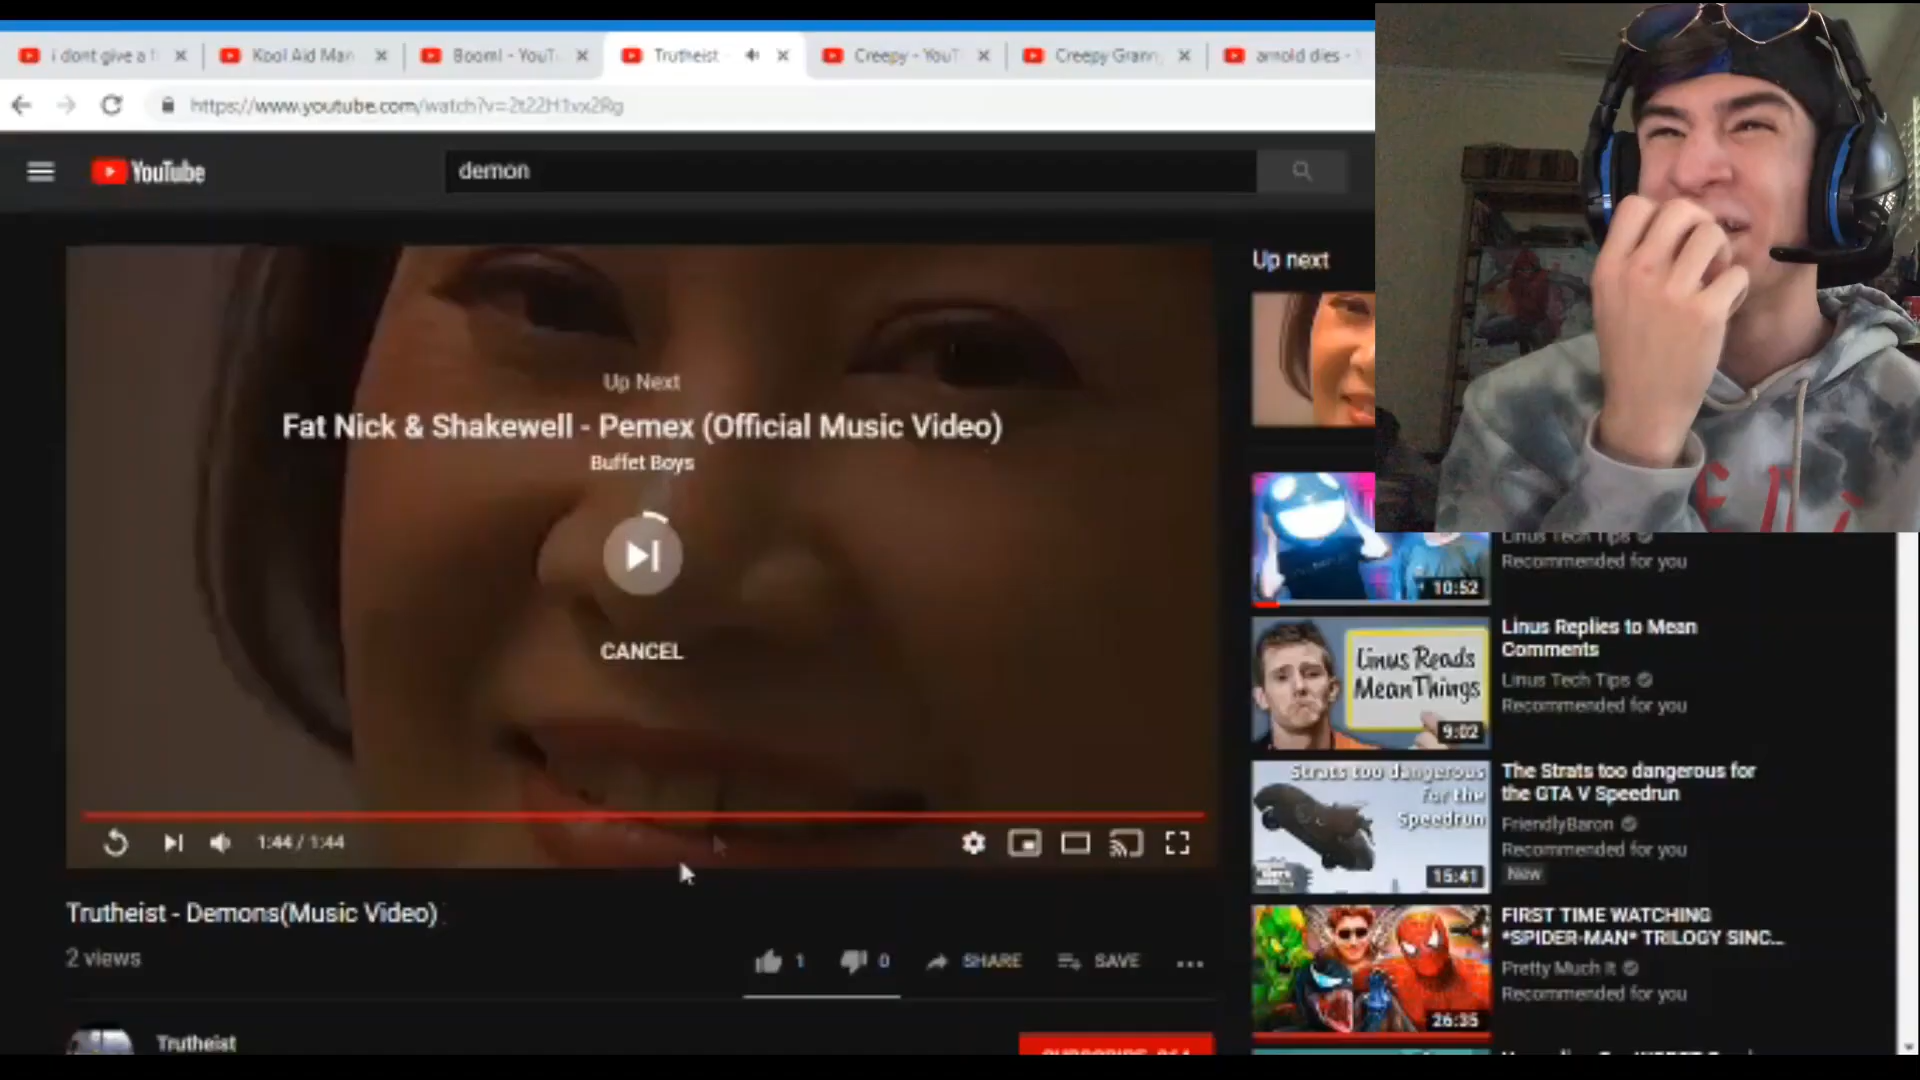 i dont give a f
Kool Aid Man
Boom! - YouT
Trutheist -
Creepy - YouT
Creepy Grann
arnold dies -
https://www.youtube.com/watch?v=2t22H1vx2Rg
YouTube
demon
Up next
Up Next
Fat Nick & Shakewell - Pemex (Official Music Video)
Buffet Boys
CANCEL
1:44 / 1:44
Trutheist - Demons(Music Video)
2 views
1
0
SHARE
SAVE
Trutheist
10:52
Linus Tech Tips
Recommended for you
Linus Reads
Mean Things
9:02
Linus Replies to Mean
Comments
Linus Tech Tips
Recommended for you
Strats too dangerous
for the
Speedrun
15:41
The Strats too dangerous for
the GTA V Speedrun
FriendlyBaron
Recommended for you
New
26:35
FIRST TIME WATCHING
*SPIDER-MAN* TRILOGY SINC...
Pretty Much It
Recommended for you